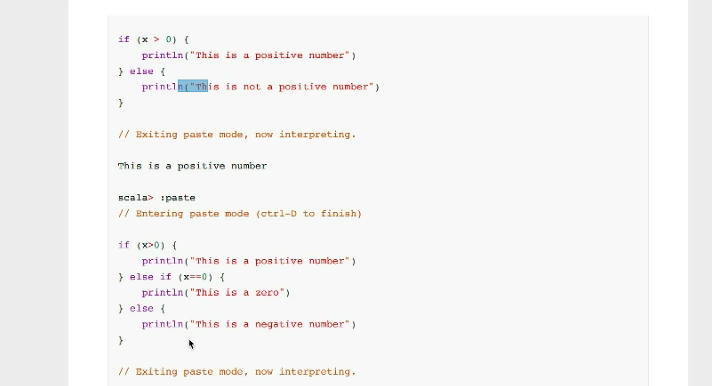 if (x > 0) {
    println("This is a positive number")
} else {
    println("This is not a positive number")
}
// Exiting paste mode, now interpreting.
This is a positive number
scala> :paste
// Entering paste mode (ctrl-D to finish)
if (x>0) {
    println("This is a positive number")
} else if (x==0) {
    println("This is a zero")
} else {
    println("This is a negative number")
}
// Exiting paste mode, now interpreting.